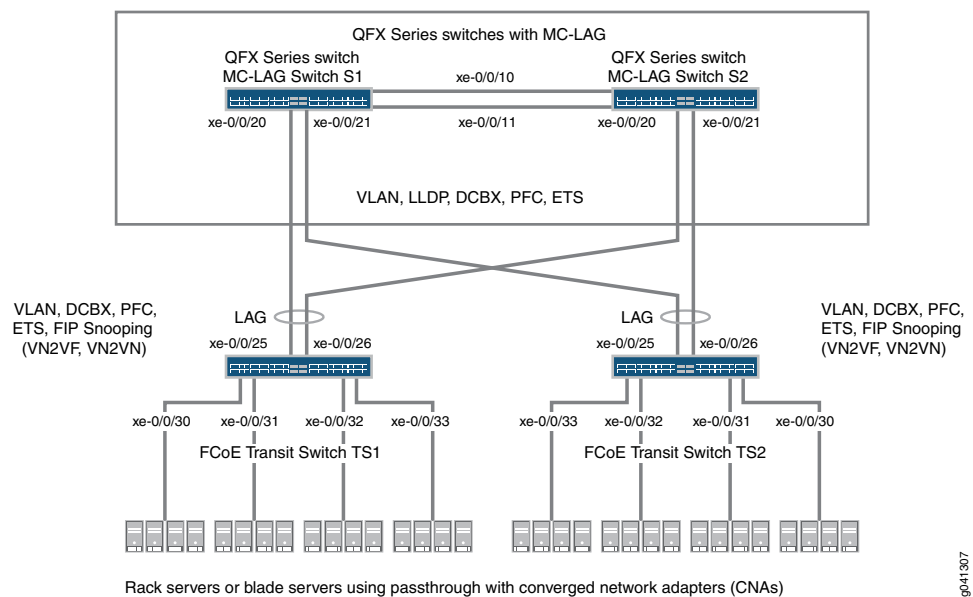 QFX Series switches with MC-LAG
QFX Series switch
MC-LAG Switch S1
QFX Series switch
MC-LAG Switch S2
xe-0/0/10
xe-0/0/20
xe-0/0/21
xe-0/0/11
xe-0/0/20
xe-0/0/21
VLAN, LLDP, DCBX, PFC, ETS
VLAN, DCBX, PFC,
ETS, FIP Snooping
(VN2VF, VN2VN)
LAG
LAG
VLAN, DCBX, PFC,
ETS, FIP Snooping
(VN2VF, VN2VN)
xe-0/0/25
xe-0/0/26
xe-0/0/25
xe-0/0/26
xe-0/0/30
xe-0/0/31
xe-0/0/32
xe-0/0/33
xe-0/0/33
xe-0/0/32
xe-0/0/31
xe-0/0/30
FCoE Transit Switch TS1
FCoE Transit Switch TS2
Rack servers or blade servers using passthrough with converged network adapters (CNAs)
g041307